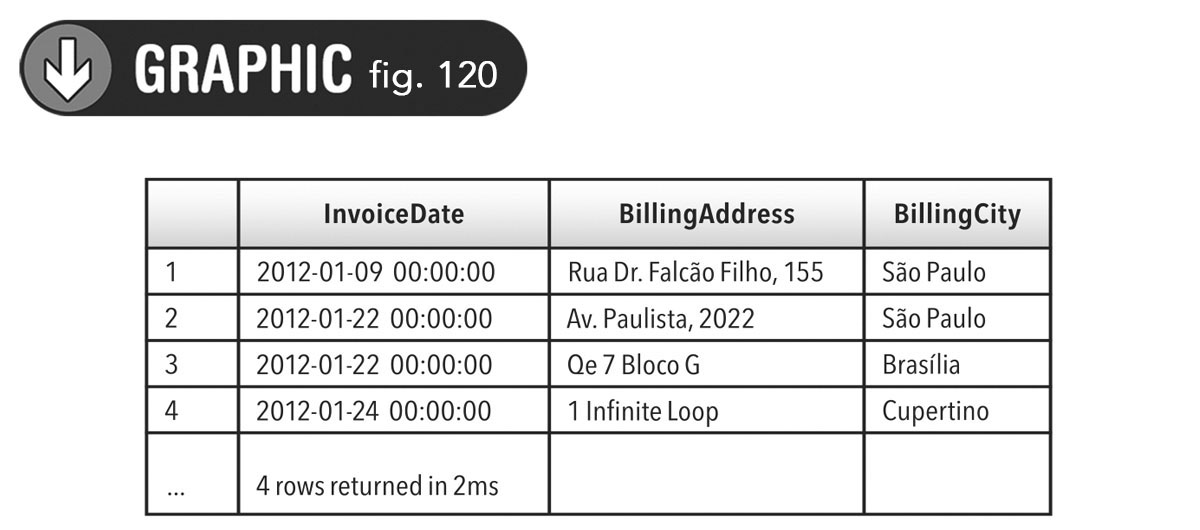 GRAPHIC fig. 120
InvoiceDate BillingAddress BillingCity
1 2012-01-09 00:00:00 Rua Dr. Falcão Filho, 155 São Paulo
2 2012-01-22 00:00:00 Av. Paulista, 2022 São Paulo
3 2012-01-22 00:00:00 Qe 7 Bloco G Brasília
4 2012-01-24 00:00:00 1 Infinite Loop Cupertino
... 4 rows returned in 2ms